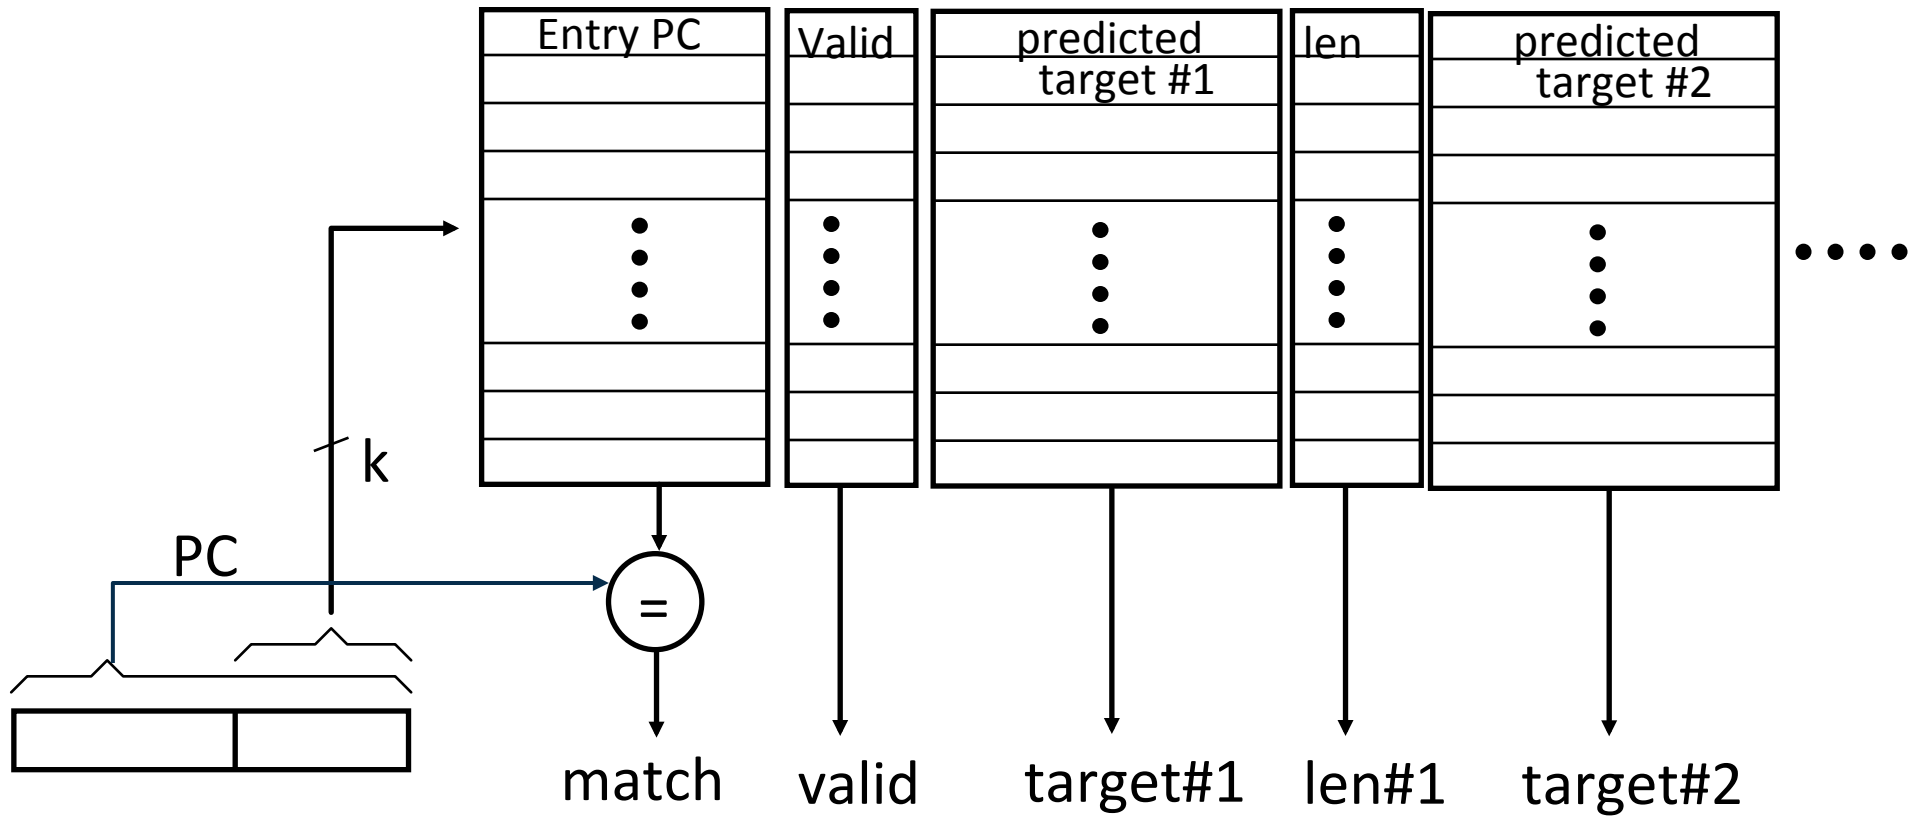 Entry PC
Valid
predicted
target #1
len
predicted
target #2
k
PC
=
match
valid
target#1
len#1
target#2